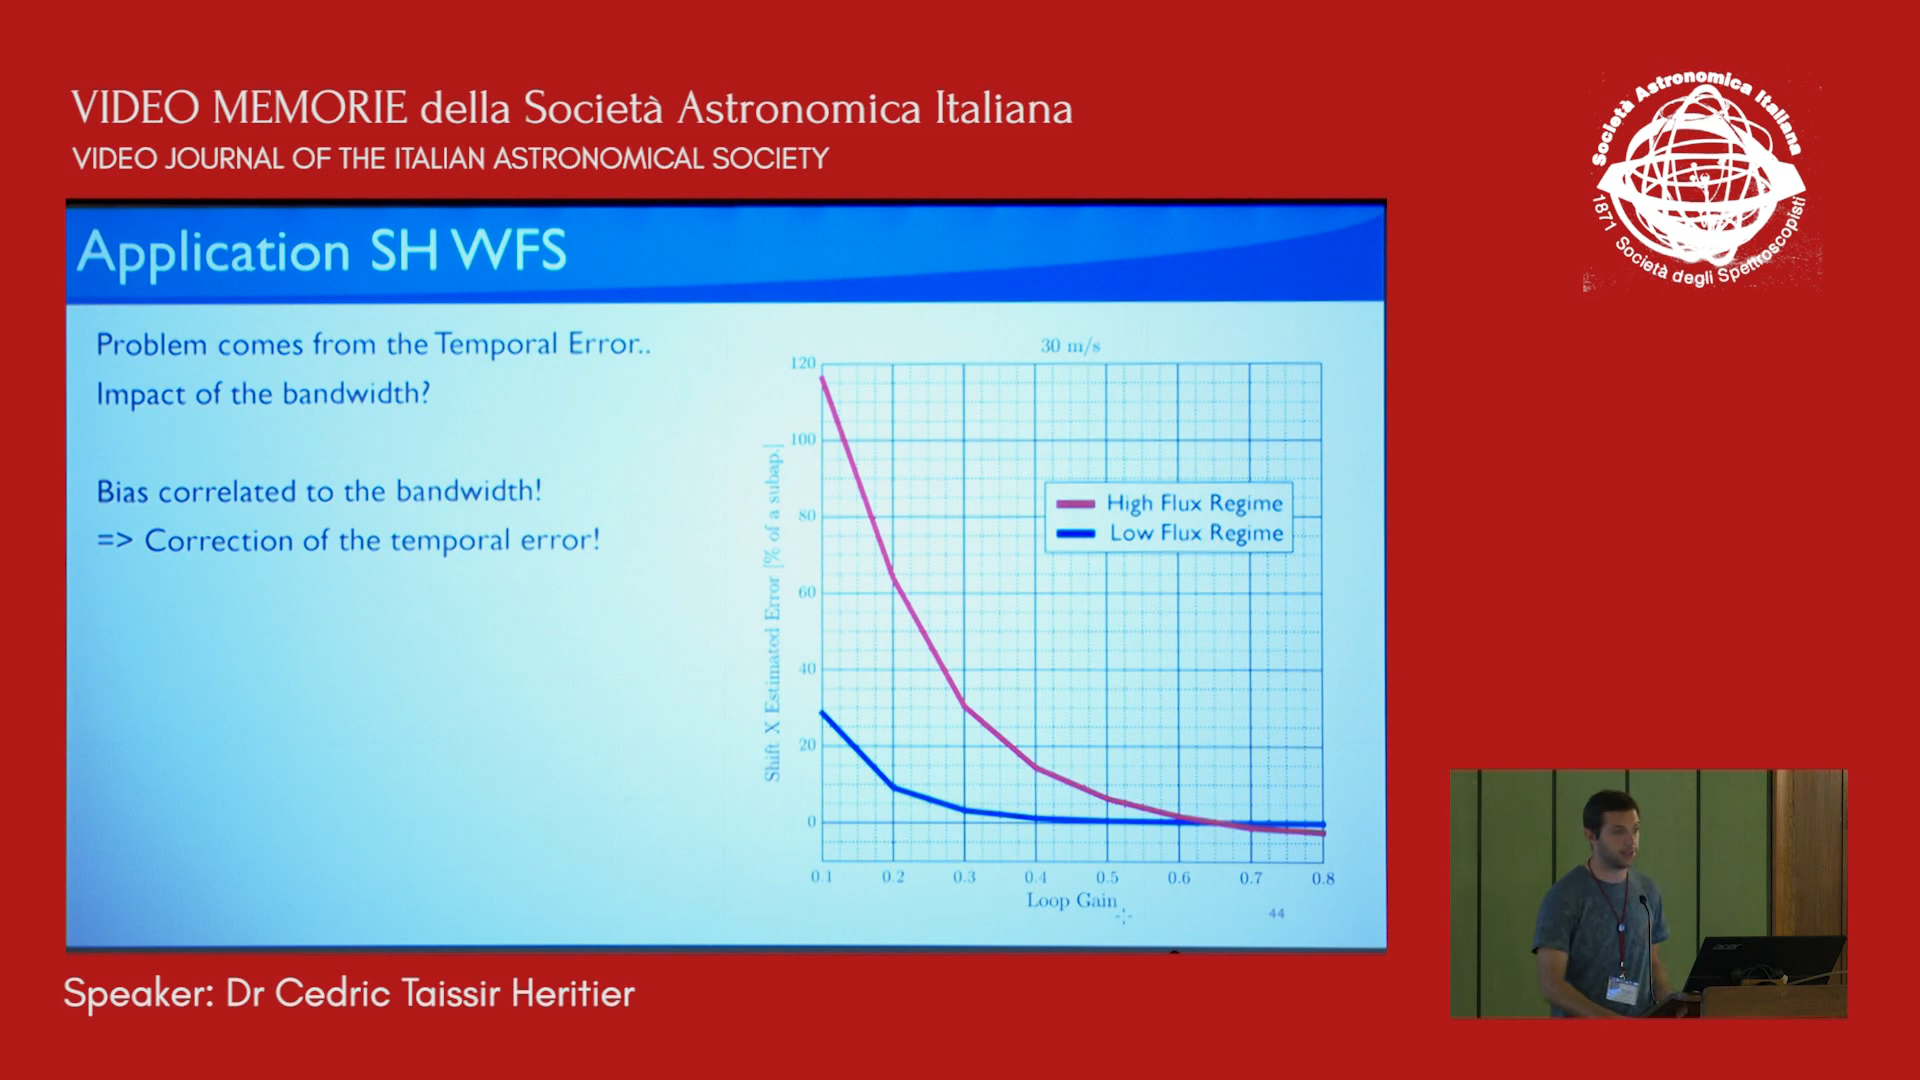 VIDEO MEMORIE della Società Astronomica Italiana
VIDEO JOURNAL OF THE ITALIAN ASTRONOMICAL SOCIETY
Società Astronomica Italiana
1871 Società degli Spettroscopisti
Application SH WFS
Problem comes from the Temporal Error..
Impact of the bandwidth?
Bias correlated to the bandwidth!
=> Correction of the temporal error!
30 m/s
Shift X Estimated Error [% of a subap.]
120
100
80
60
40
20
0
High Flux Regime
Low Flux Regime
0.1 0.2 0.3 0.4 0.5 0.6 0.7 0.8
Loop Gain
44
Speaker: Dr Cedric Taissir Heritier
acer